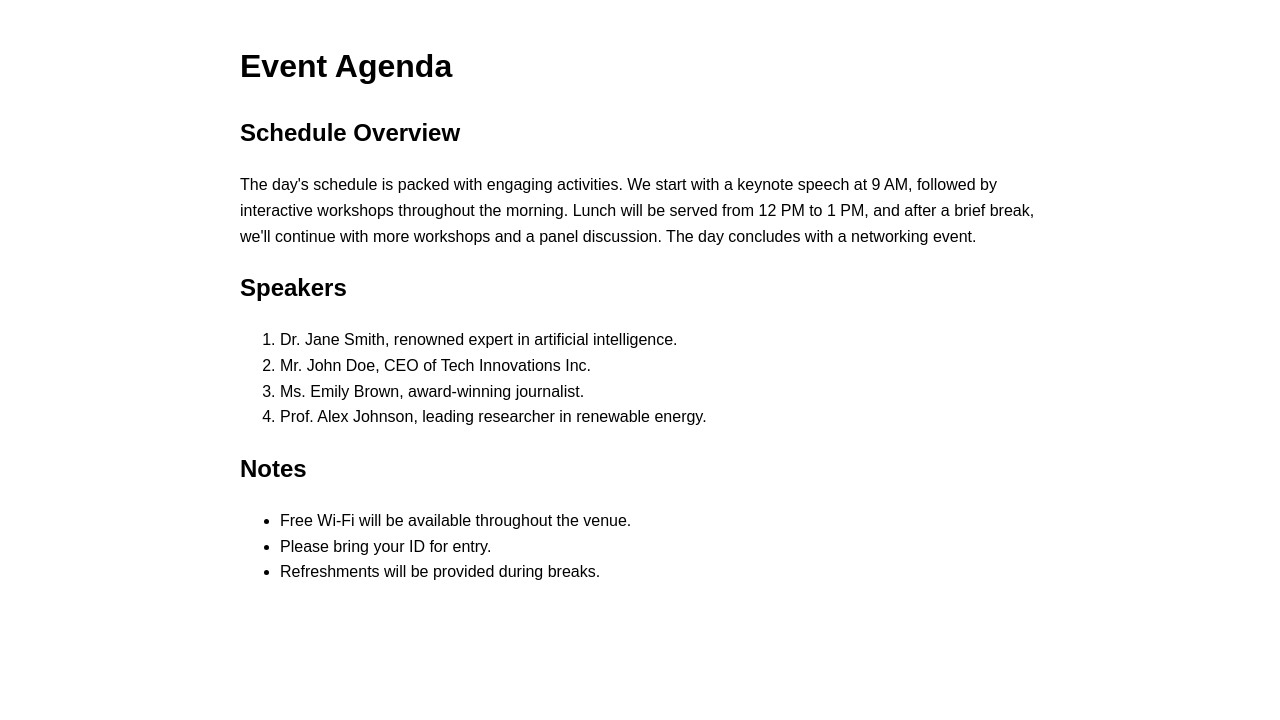 Event Agenda
Schedule Overview
The day's schedule is packed with engaging activities. We start with a keynote speech at 9 AM, followed by
interactive workshops throughout the morning. Lunch will be served from 12 PM to 1 PM, and after a brief break,
we'll continue with more workshops and a panel discussion. The day concludes with a networking event.
Speakers
1. Dr. Jane Smith, renowned expert in artificial intelligence.
2. Mr. John Doe, CEO of Tech Innovations Inc.
3. Ms. Emily Brown, award-winning journalist.
4. Prof. Alex Johnson, leading researcher in renewable energy.
Notes
• Free Wi-Fi will be available throughout the venue.
• Please bring your ID for entry.
• Refreshments will be provided during breaks.